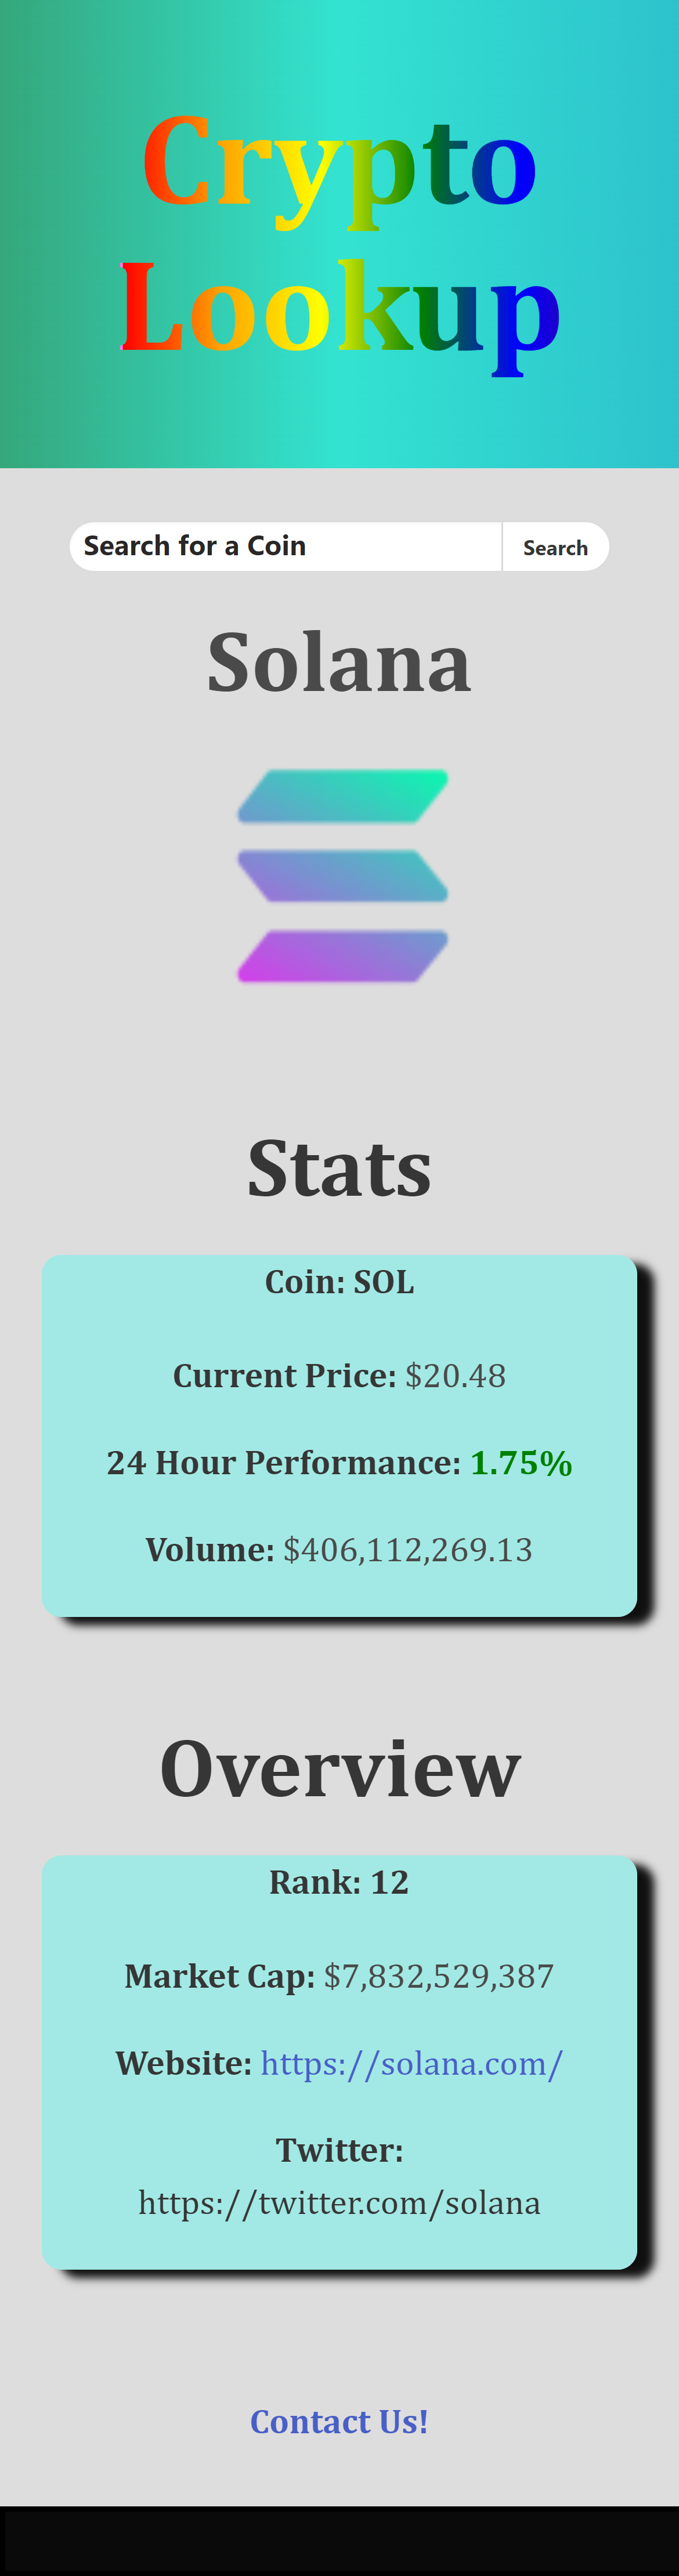 Crypto
Lookup
Search for a Coin
Search
Solana
Stats
Coin: SOL
Current Price: $20.48
24 Hour Performance: 1.75%
Volume: $406,112,269.13
Overview
Rank: 12
Market Cap: $7,832,529,387
Website: https://solana.com/
Twitter:
https://twitter.com/solana
Contact Us!